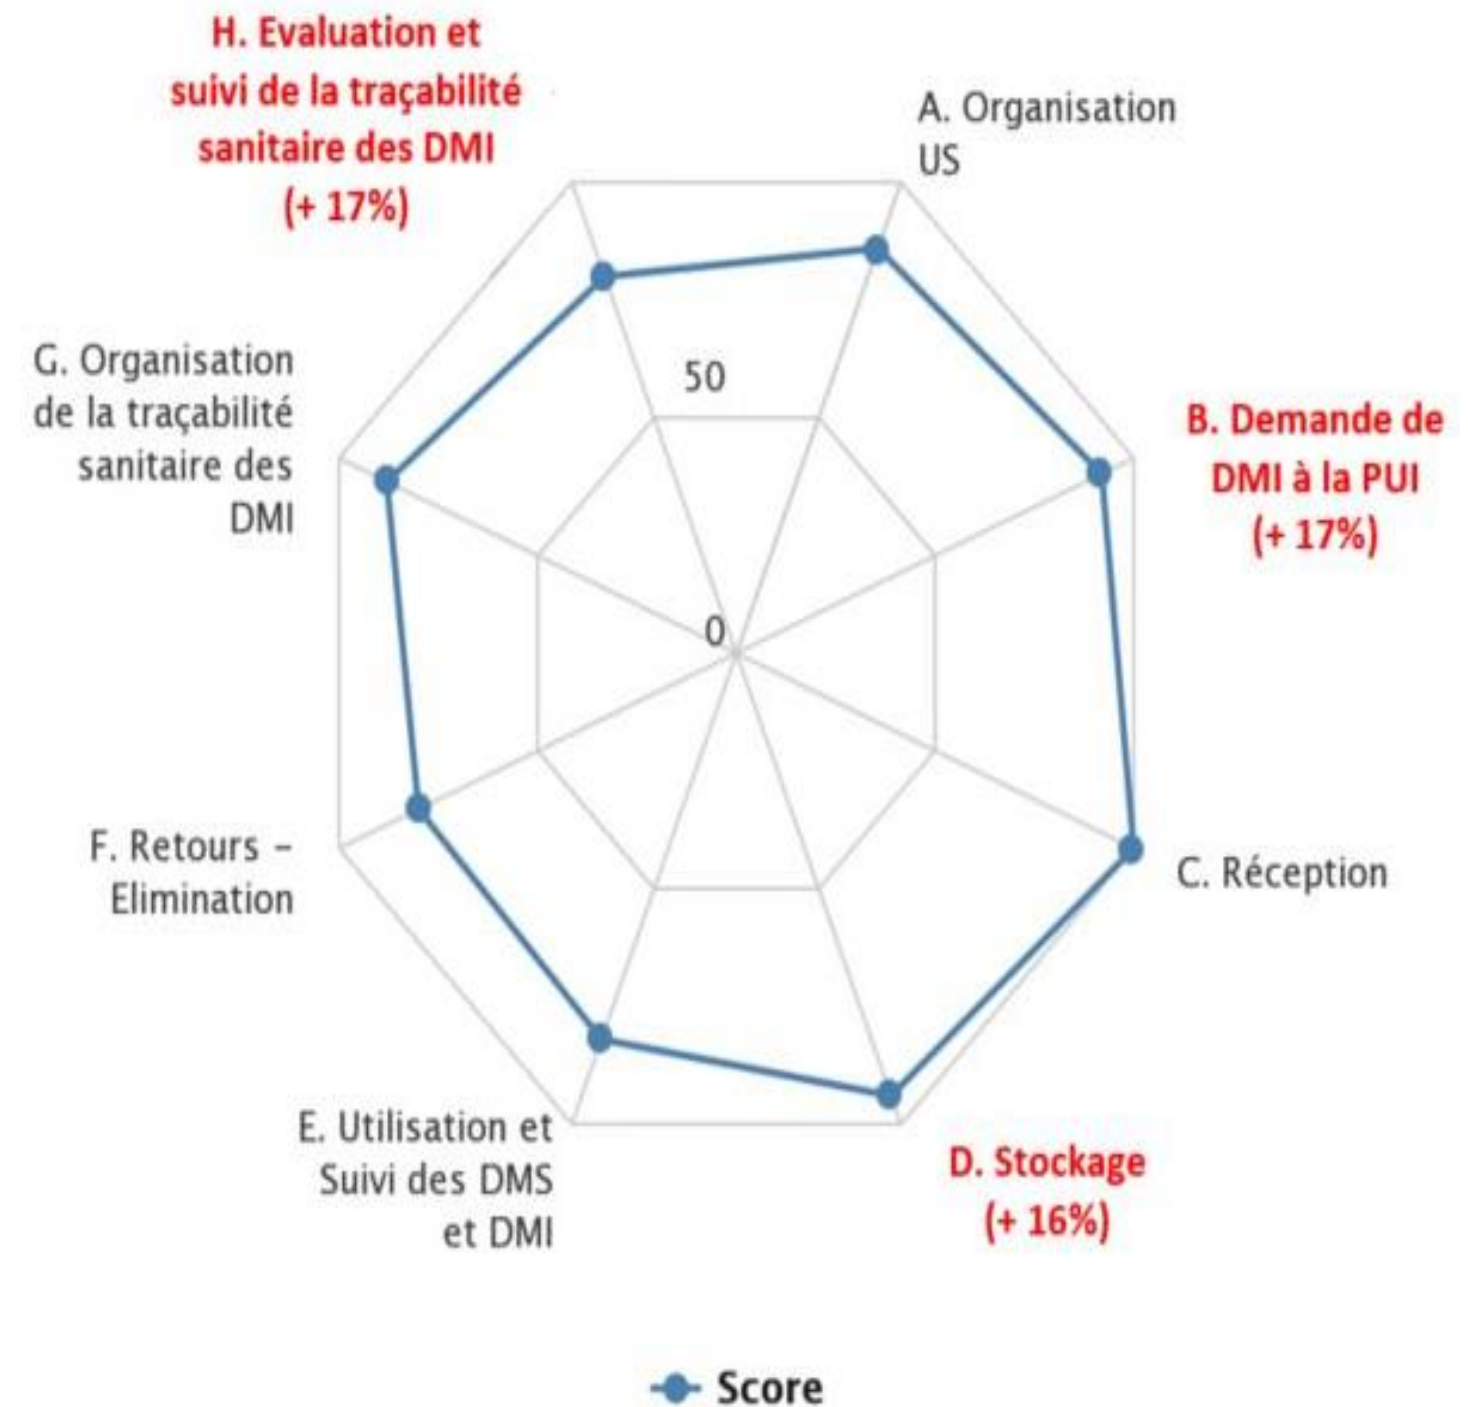 H. Evaluation et
suivi de la traçabilité
sanitaire des DMI
(+ 17%)
A. Organisation
US
B. Demande de
DMI à la PUI
(+ 17%)
C. Réception
D. Stockage
(+ 16%)
E. Utilisation et
Suivi des DMS
et DMI
F. Retours –
Elimination
G. Organisation
de la traçabilité
sanitaire des
DMI
50
0
Score